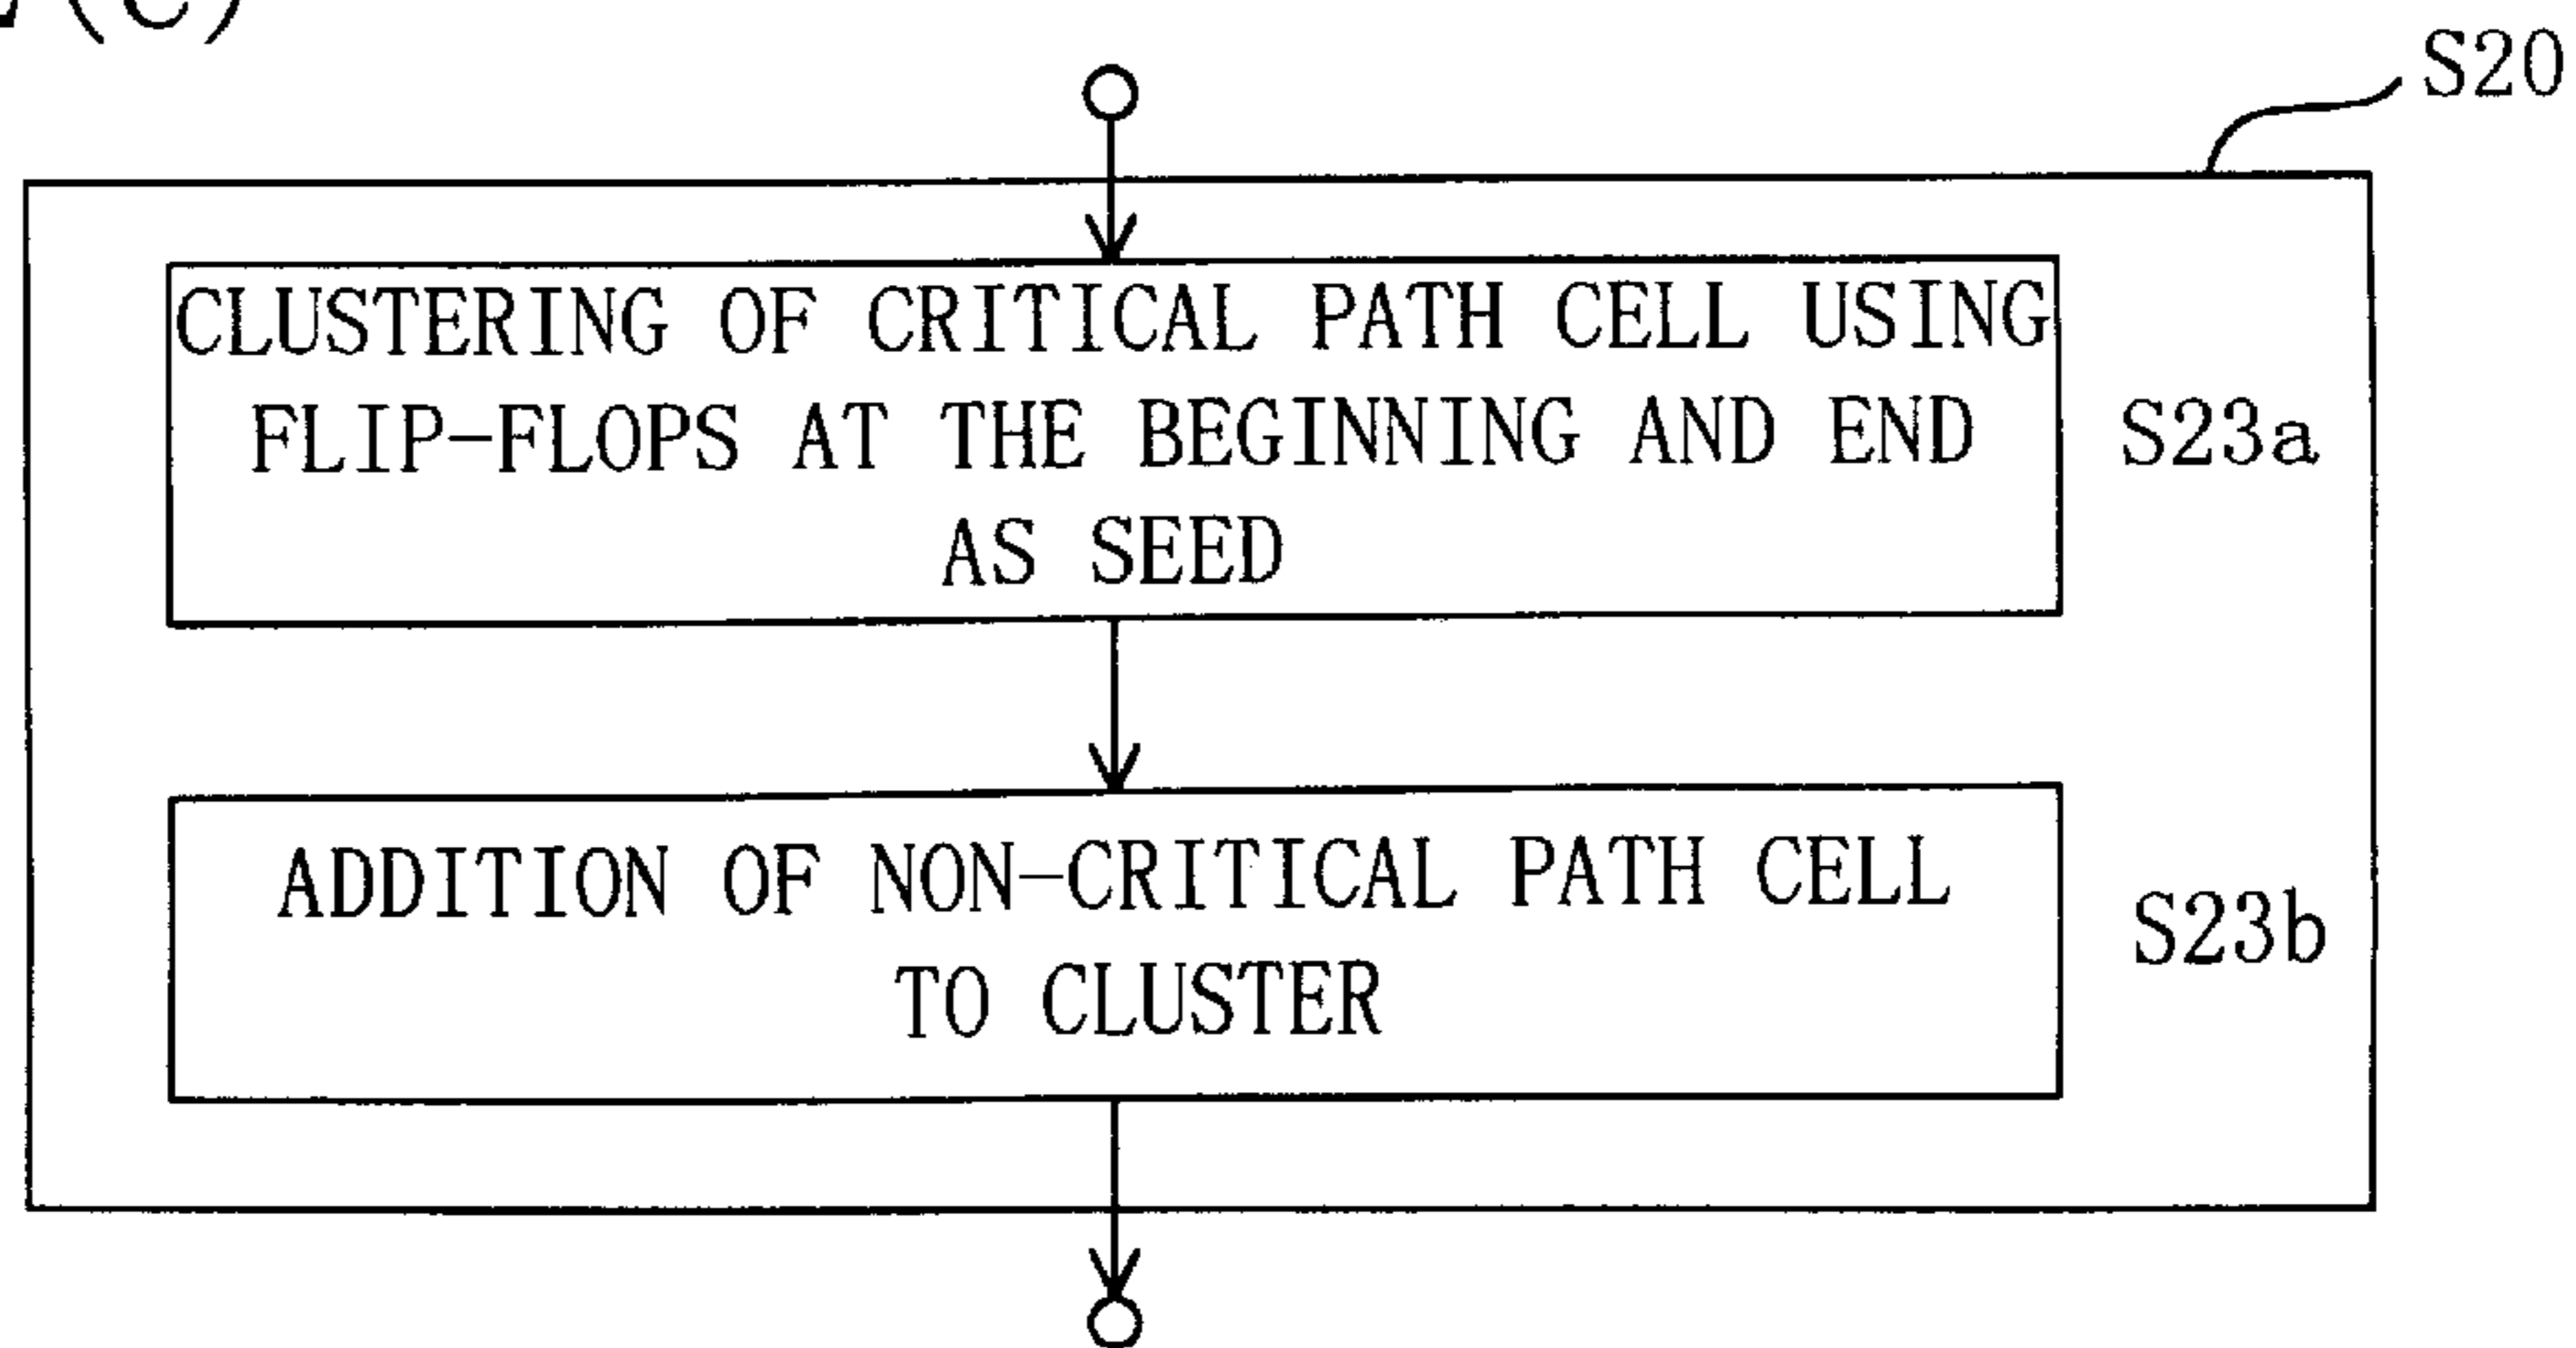 (C)
S20
CLUSTERING OF CRITICAL PATH CELL USING
FLIP-FLOPS AT THE BEGINNING AND END
AS SEED
S23a
ADDITION OF NON-CRITICAL PATH CELL
TO CLUSTER
S23b